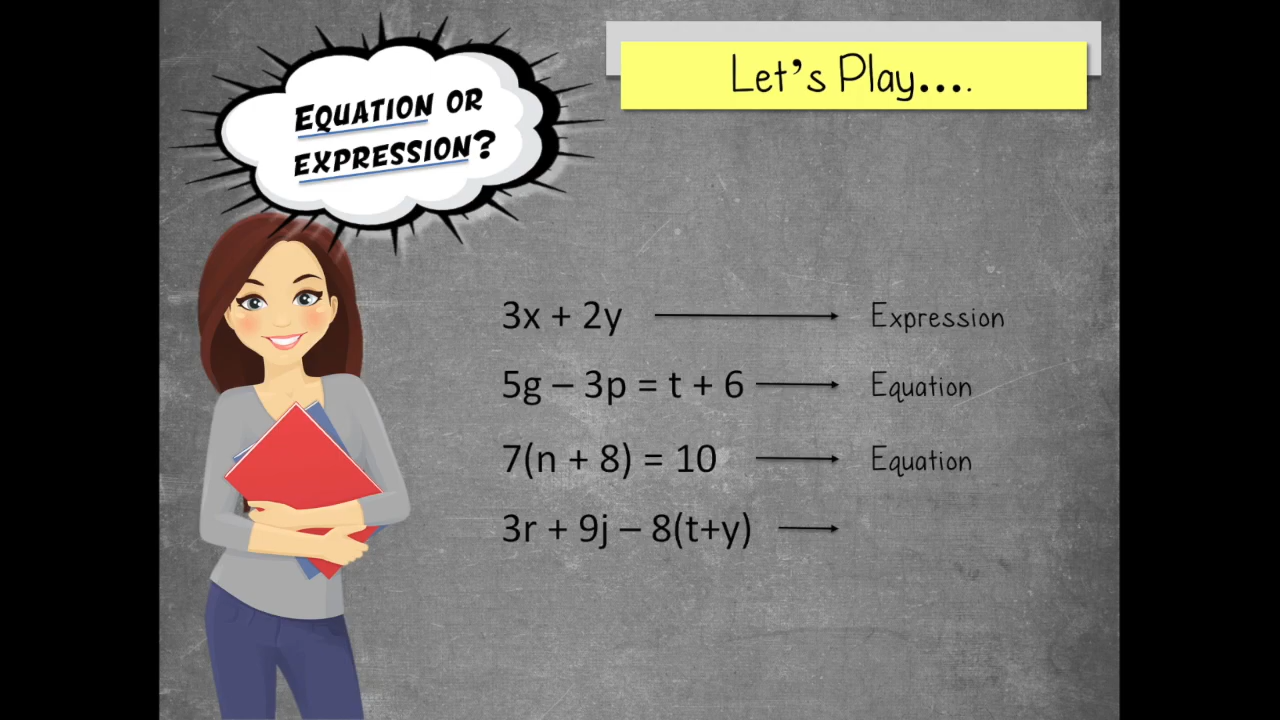 Let's Play....
EQUATION OR
EXPRESSION?
3x + 2y Expression
5g – 3p = t + 6 Equation
7(n + 8) = 10 Equation
3r + 9j – 8(t+y)